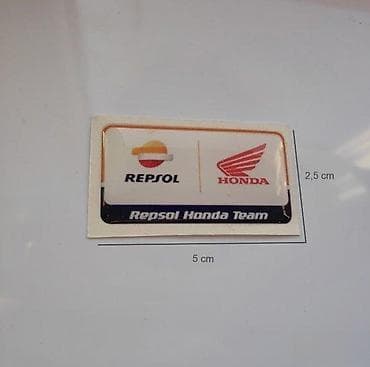 REPSOL
HONDA
Repsol Honda Team
2,5 cm
5 cm